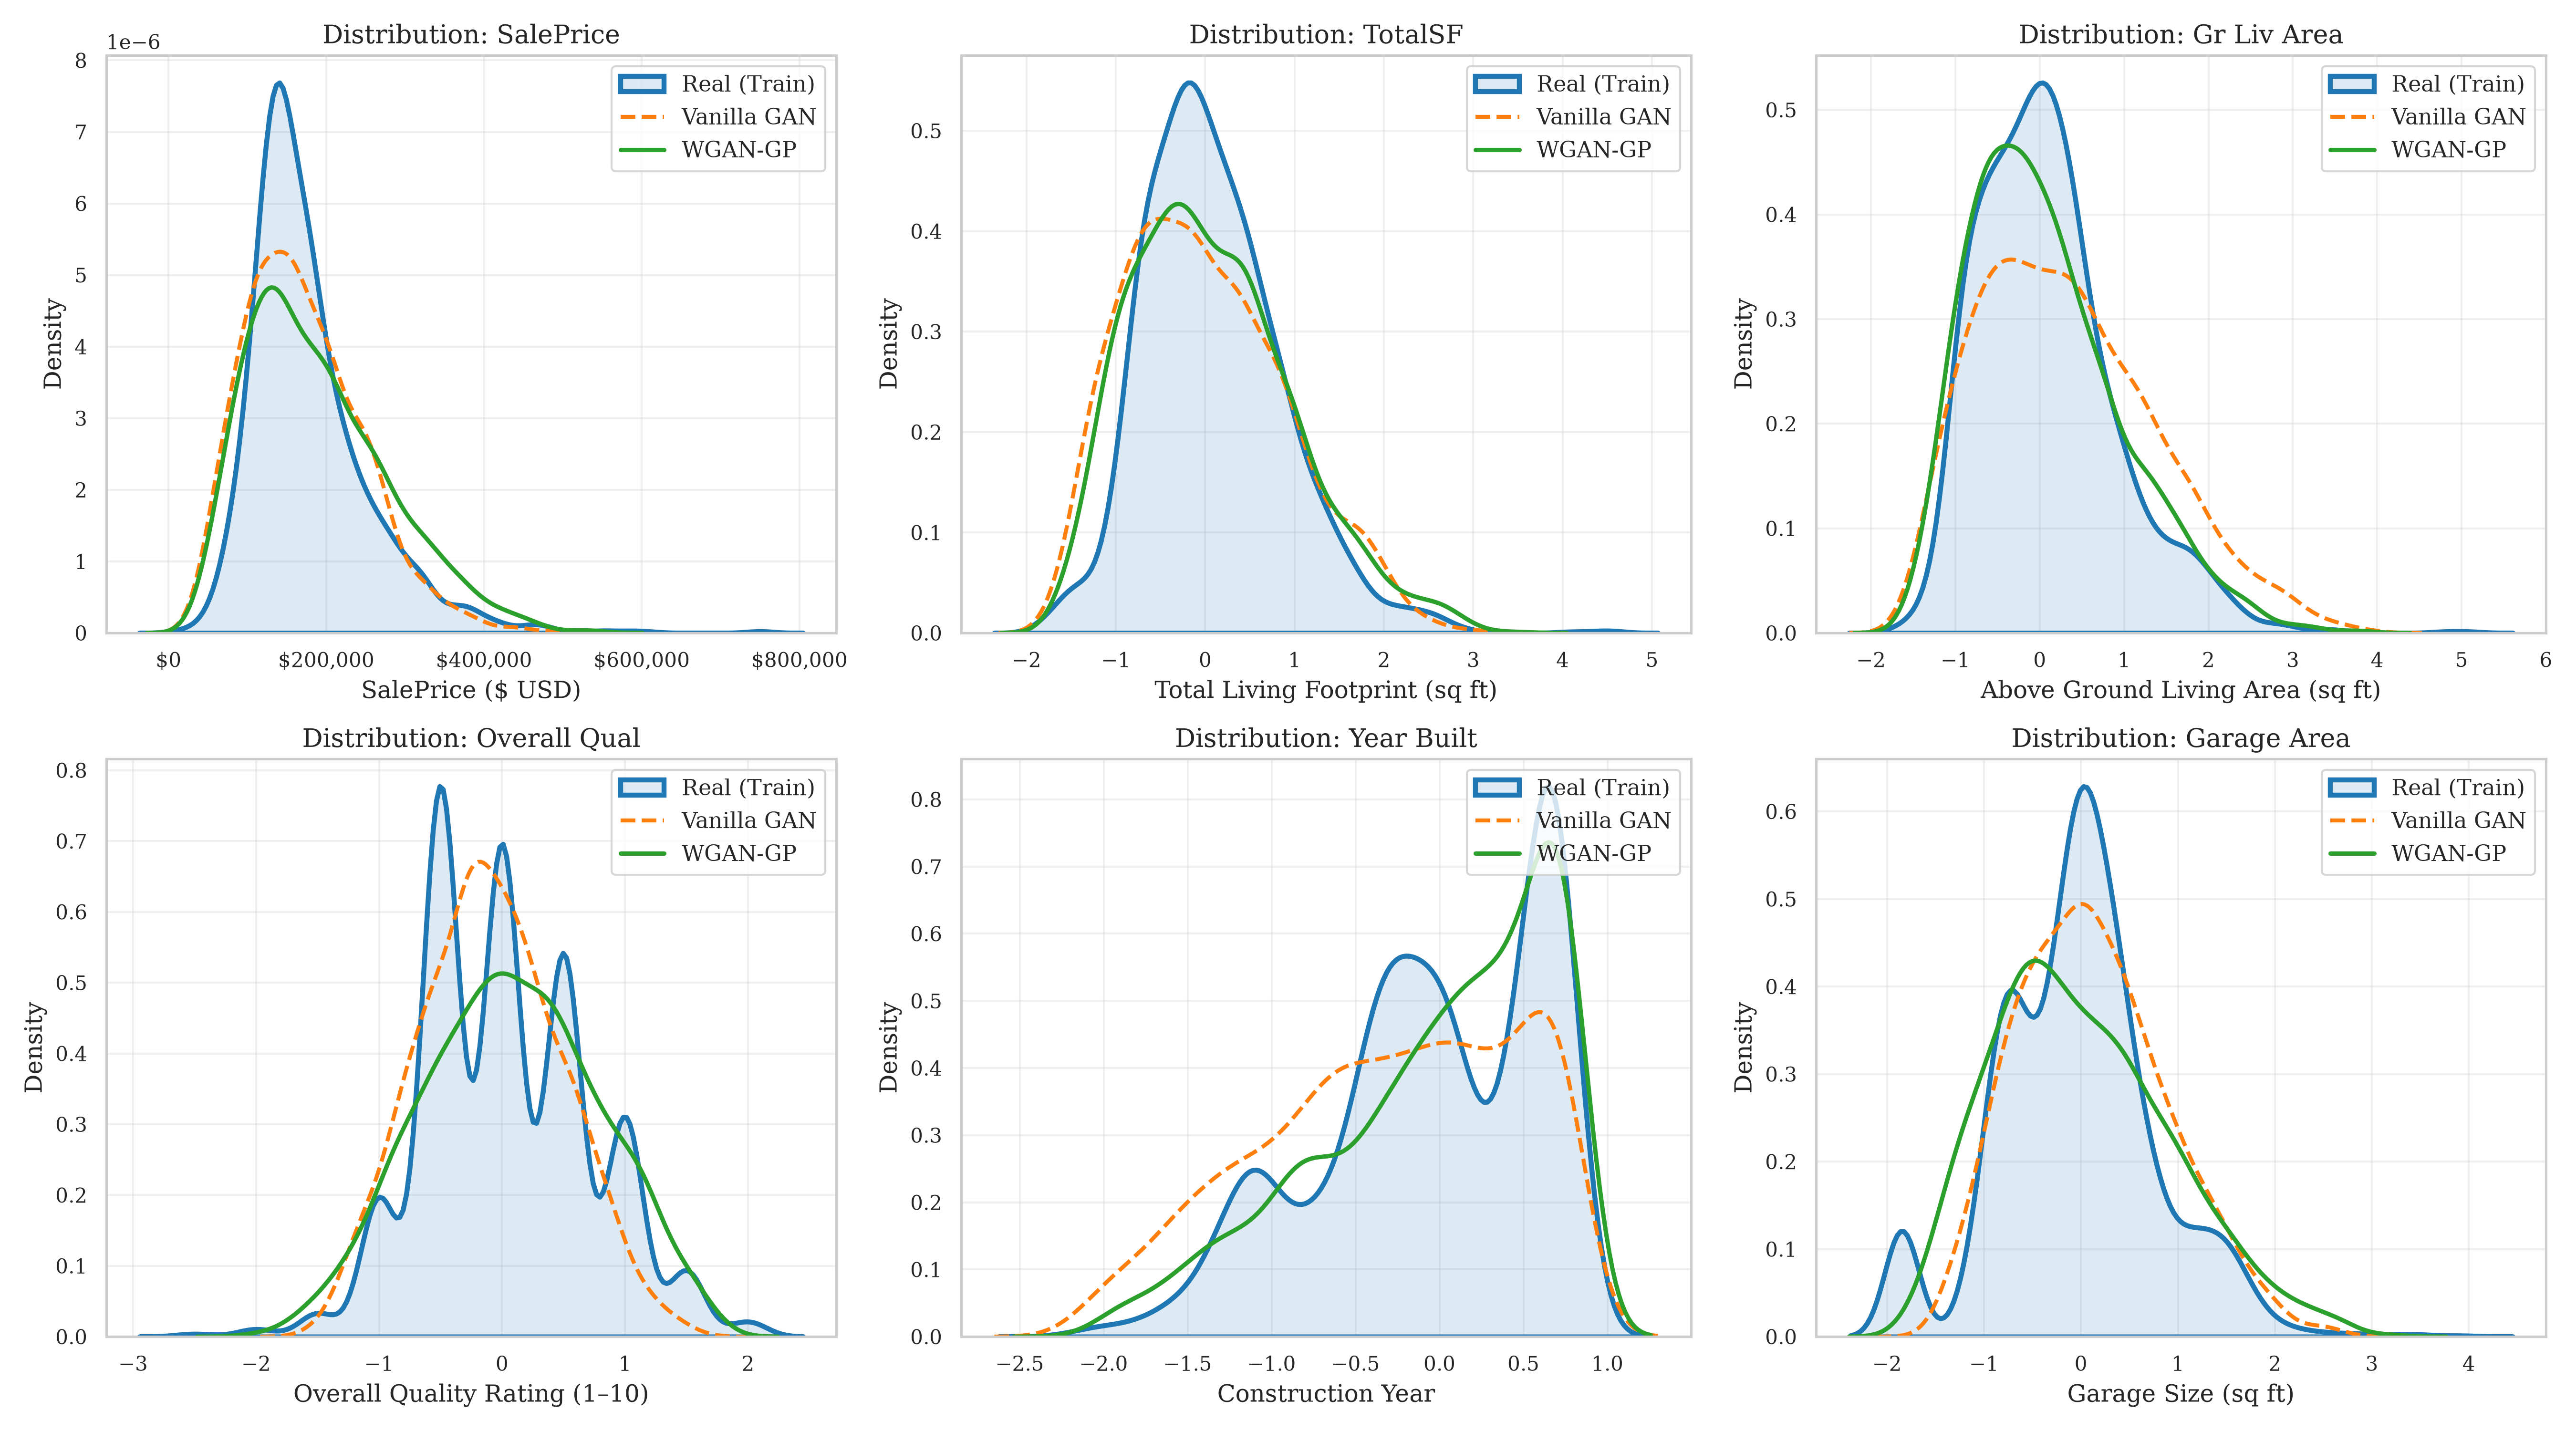 Distribution: SalePrice
1e−6
8
7
6
5
4
3
2
1
0
Density
Real (Train)
Vanilla GAN
WGAN-GP
$0 $200,000 $400,000 $600,000 $800,000
SalePrice ($ USD)
Distribution: TotalSF
0.5
0.4
0.3
0.2
0.1
0.0
Density
Real (Train)
Vanilla GAN
WGAN-GP
−2 −1 0 1 2 3 4 5
Total Living Footprint (sq ft)
Distribution: Gr Liv Area
0.5
0.4
0.3
0.2
0.1
0.0
Density
Real (Train)
Vanilla GAN
WGAN-GP
−2 −1 0 1 2 3 4 5 6
Above Ground Living Area (sq ft)
Distribution: Overall Qual
0.8
0.7
0.6
0.5
0.4
0.3
0.2
0.1
0.0
Density
Real (Train)
Vanilla GAN
WGAN-GP
−3 −2 −1 0 1 2
Overall Quality Rating (1–10)
Distribution: Year Built
0.8
0.7
0.6
0.5
0.4
0.3
0.2
0.1
0.0
Density
Real (Train)
Vanilla GAN
WGAN-GP
−2.5 −2.0 −1.5 −1.0 −0.5 0.0 0.5 1.0
Construction Year
Distribution: Garage Area
0.6
0.5
0.4
0.3
0.2
0.1
0.0
Density
Real (Train)
Vanilla GAN
WGAN-GP
−2 −1 0 1 2 3 4
Garage Size (sq ft)